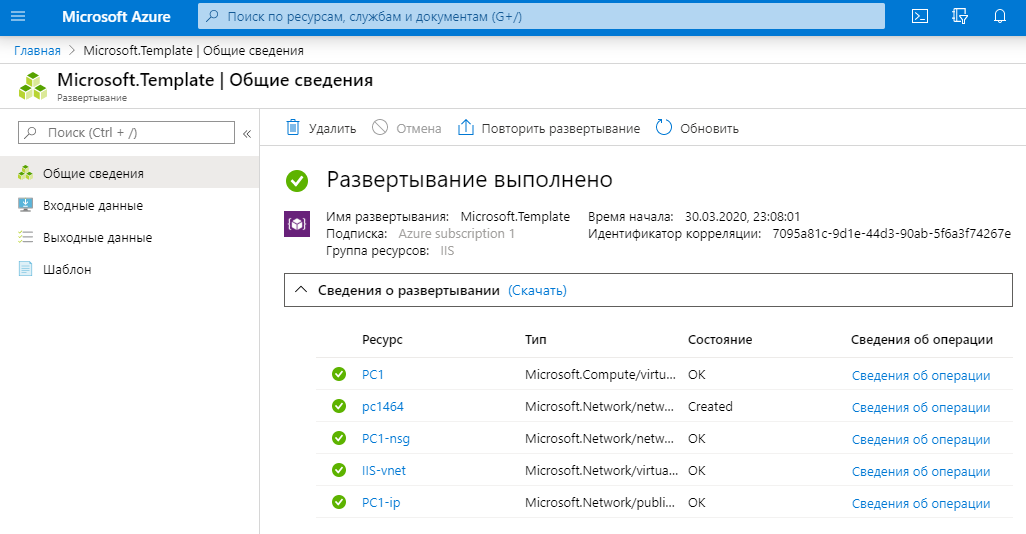 Microsoft Azure
Поиск по ресурсам, службам и документам (G+/)
Главная > Microsoft.Template | Общие сведения
Microsoft.Template | Общие сведения
Развертывание
Поиск (Ctrl + /)
«
Общие сведения
Входные данные
Выходные данные
Шаблон
Удалить Отмена Повторить развертывание Обновить
Развертывание выполнено
Имя развертывания: Microsoft.Template Время начала: 30.03.2020, 23:08:01
Подписка: Azure subscription 1 Идентификатор корреляции: 7095a81c-9d1e-44d3-90ab-5f6a3f74267e
Группа ресурсов: IIS
Сведения о развертывании (Скачать)
Ресурс Тип Состояние Сведения об операции
PC1 Microsoft.Compute/virtu... OK Сведения об операции
pc1464 Microsoft.Network/netw... Created Сведения об операции
PC1-nsg Microsoft.Network/netw... OK Сведения об операции
IIS-vnet Microsoft.Network/virtua... OK Сведения об операции
PC1-ip Microsoft.Network/publi... OK Сведения об операции